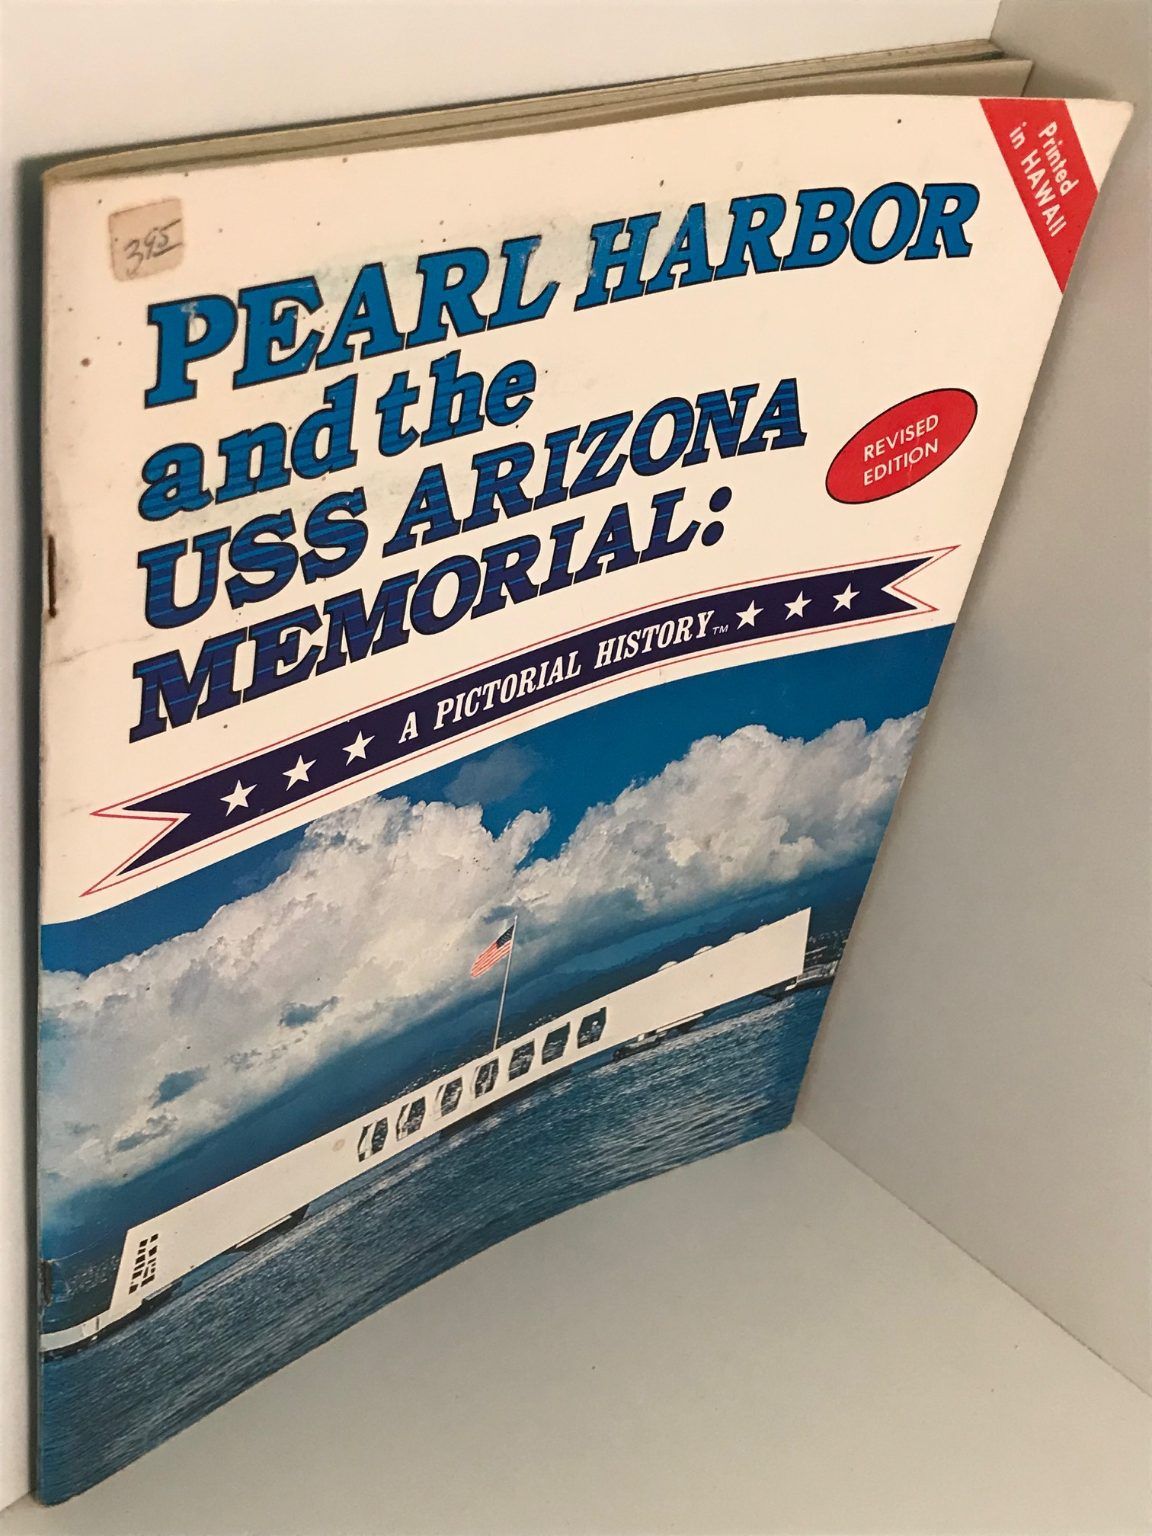 Printed
in HAWAII
395
PEARL HARBOR
and the
USS ARIZONA
MEMORIAL:
REVISED
EDITION
A PICTORIAL HISTORY™